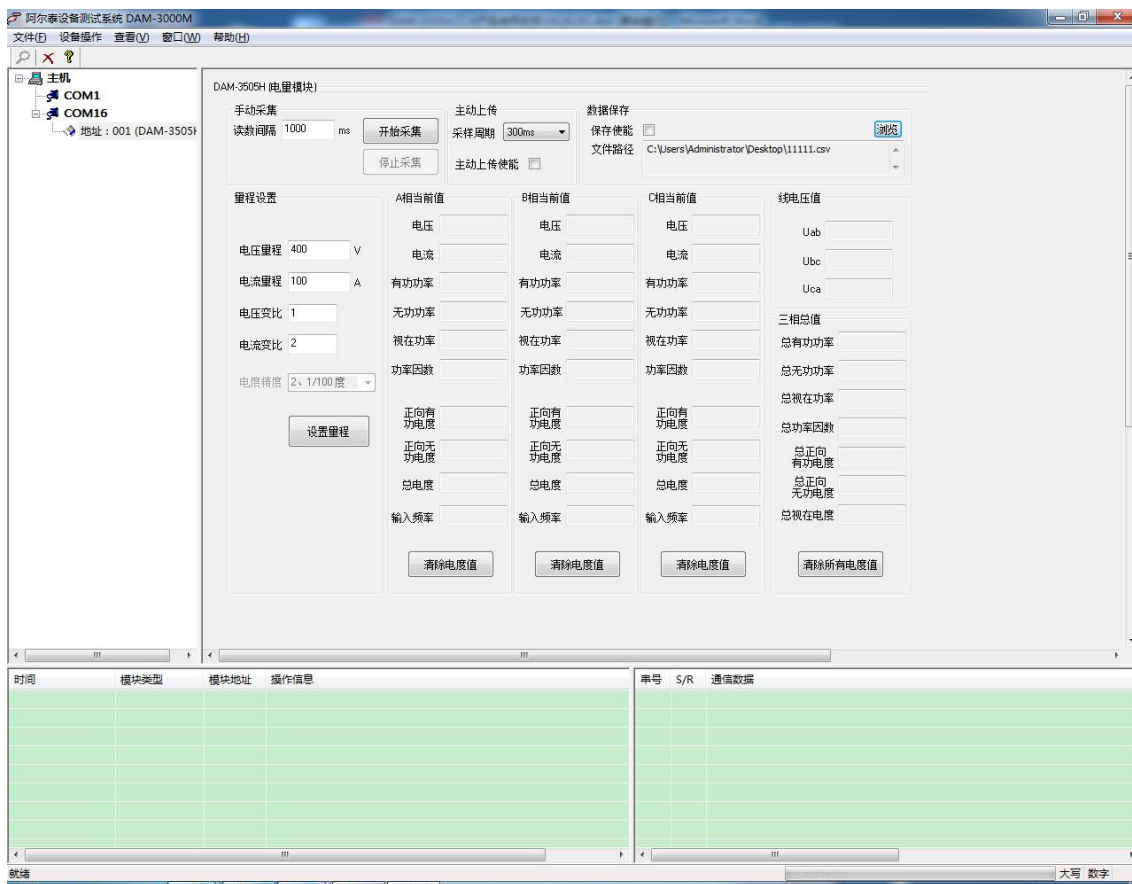 阿尔泰设备测试系统 DAM-3000M
文件(F) 设备操作 查看(V) 窗口(W) 帮助(H)
主机
COM1
COM16
地址：001 (DAM-3505H
DAM-3505H (电量模块)
手动采集
读数间隔 1000 ms 开始采集
停止采集
主动上传
采样周期 300ms
主动上传使能
数据保存
保存使能 浏览
文件路径 C:\Users\Administrator\Desktop\11111.csv
量程设置
电压量程 400 V
电流量程 100 A
电压变比 1
电流变比 2
电度精度 2、1/100度
设置量程
A相当前值
电压
电流
有功功率
无功功率
视在功率
功率因数
正向有
功电度
正向无
功电度
总电度
输入频率
清除电度值
B相当前值
电压
电流
有功功率
无功功率
视在功率
功率因数
正向有
功电度
正向无
功电度
总电度
输入频率
清除电度值
C相当前值
电压
电流
有功功率
无功功率
视在功率
功率因数
正向有
功电度
正向无
功电度
总电度
输入频率
清除电度值
线电压值
Uab
Ubc
Uca
三相总值
总有功功率
总无功功率
总视在功率
总功率因数
总正向
有功电度
总正向
无功电度
总视在电度
清除所有电度值
时间 模块类型 模块地址 操作信息
串号 S/R 通信数据
就绪
大写 数字